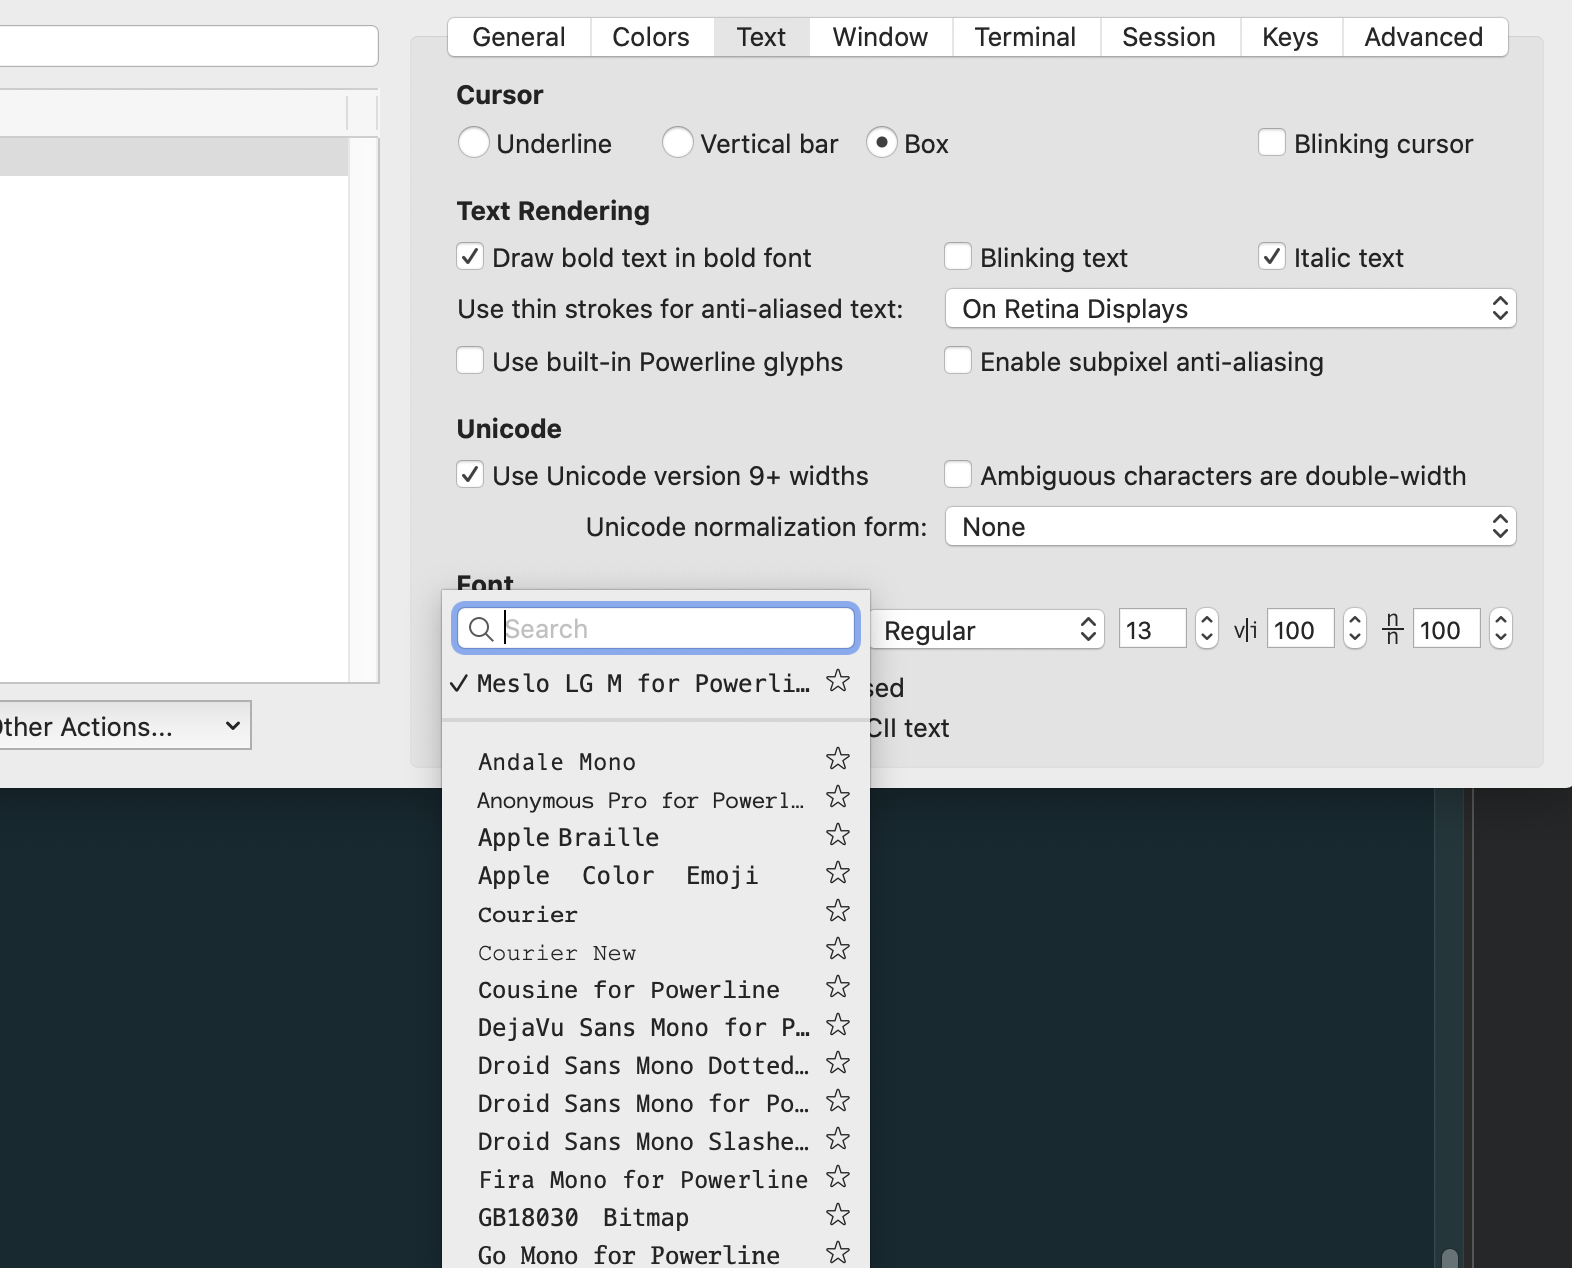 General Colors Text Window Terminal Session Keys Advanced
Cursor
Underline Vertical bar Box Blinking cursor
Text Rendering
Draw bold text in bold font Blinking text Italic text
Use thin strokes for anti-aliased text: On Retina Displays
Use built-in Powerline glyphs Enable subpixel anti-aliasing
Unicode
Use Unicode version 9+ widths Ambiguous characters are double-width
Unicode normalization form: None
Font
Search Regular 13 v|i 100 n/n 100
Meslo LG M for Powerli… sed
ther Actions... CII text
Andale Mono
Anonymous Pro for Powerl…
Apple Braille
Apple Color Emoji
Courier
Courier New
Cousine for Powerline
DejaVu Sans Mono for P…
Droid Sans Mono Dotted…
Droid Sans Mono for Po…
Droid Sans Mono Slashe…
Fira Mono for Powerline
GB18030 Bitmap
Go Mono for Powerline